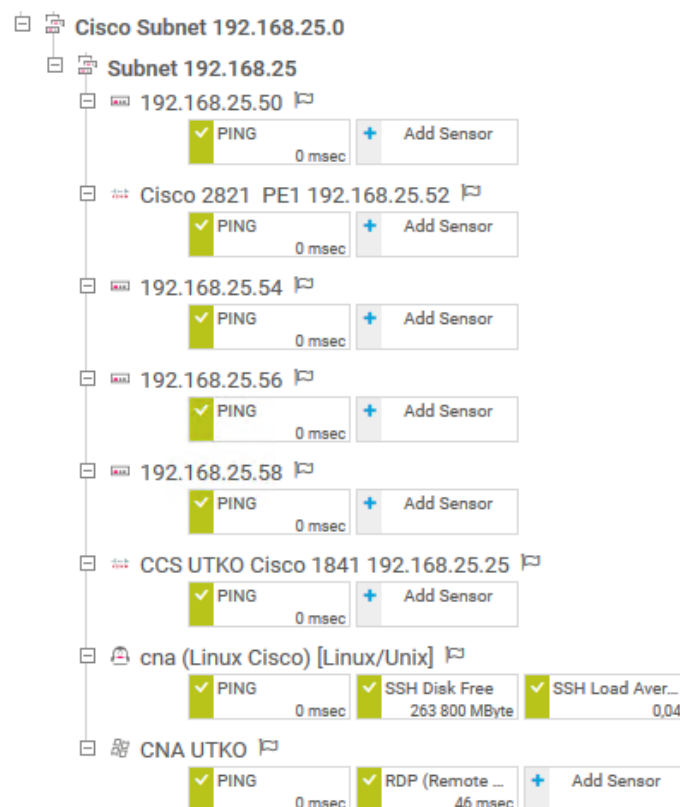 Cisco Subnet 192.168.25.0
Subnet 192.168.25
192.168.25.50
PING Add Sensor
0 msec
Cisco 2821 PE1 192.168.25.52
PING Add Sensor
0 msec
192.168.25.54
PING Add Sensor
0 msec
192.168.25.56
PING Add Sensor
0 msec
192.168.25.58
PING Add Sensor
0 msec
CCS UTKO Cisco 1841 192.168.25.25
PING Add Sensor
0 msec
cna (Linux Cisco) [Linux/Unix]
PING SSH Disk Free SSH Load Aver...
0 msec 263 800 MByte 0,04
CNA UTKO
PING RDP (Remote ... Add Sensor
0 msec 46 msec